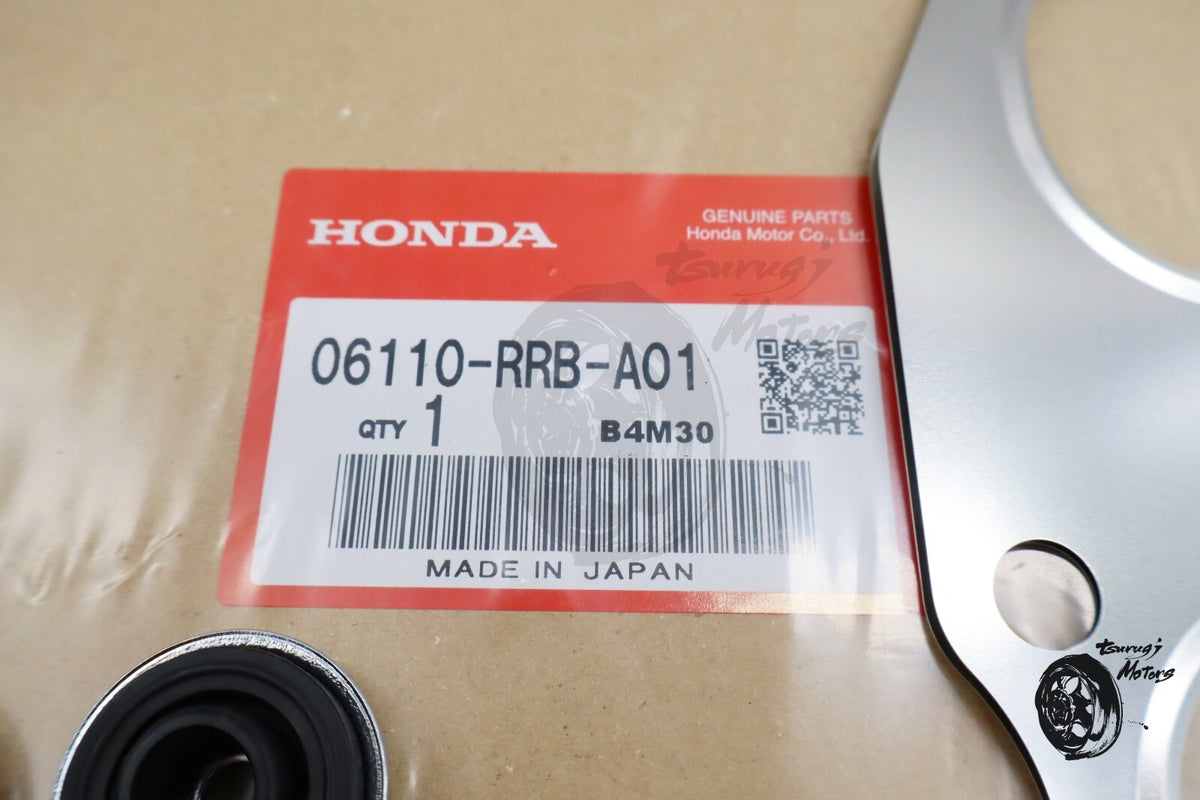 HONDA
GENUINE PARTS
Honda Motor Co., Ltd.
tsurugi
Motors
06110-RRB-A01
QTY 1
B4M30
MADE IN JAPAN
tsurugi
Motors